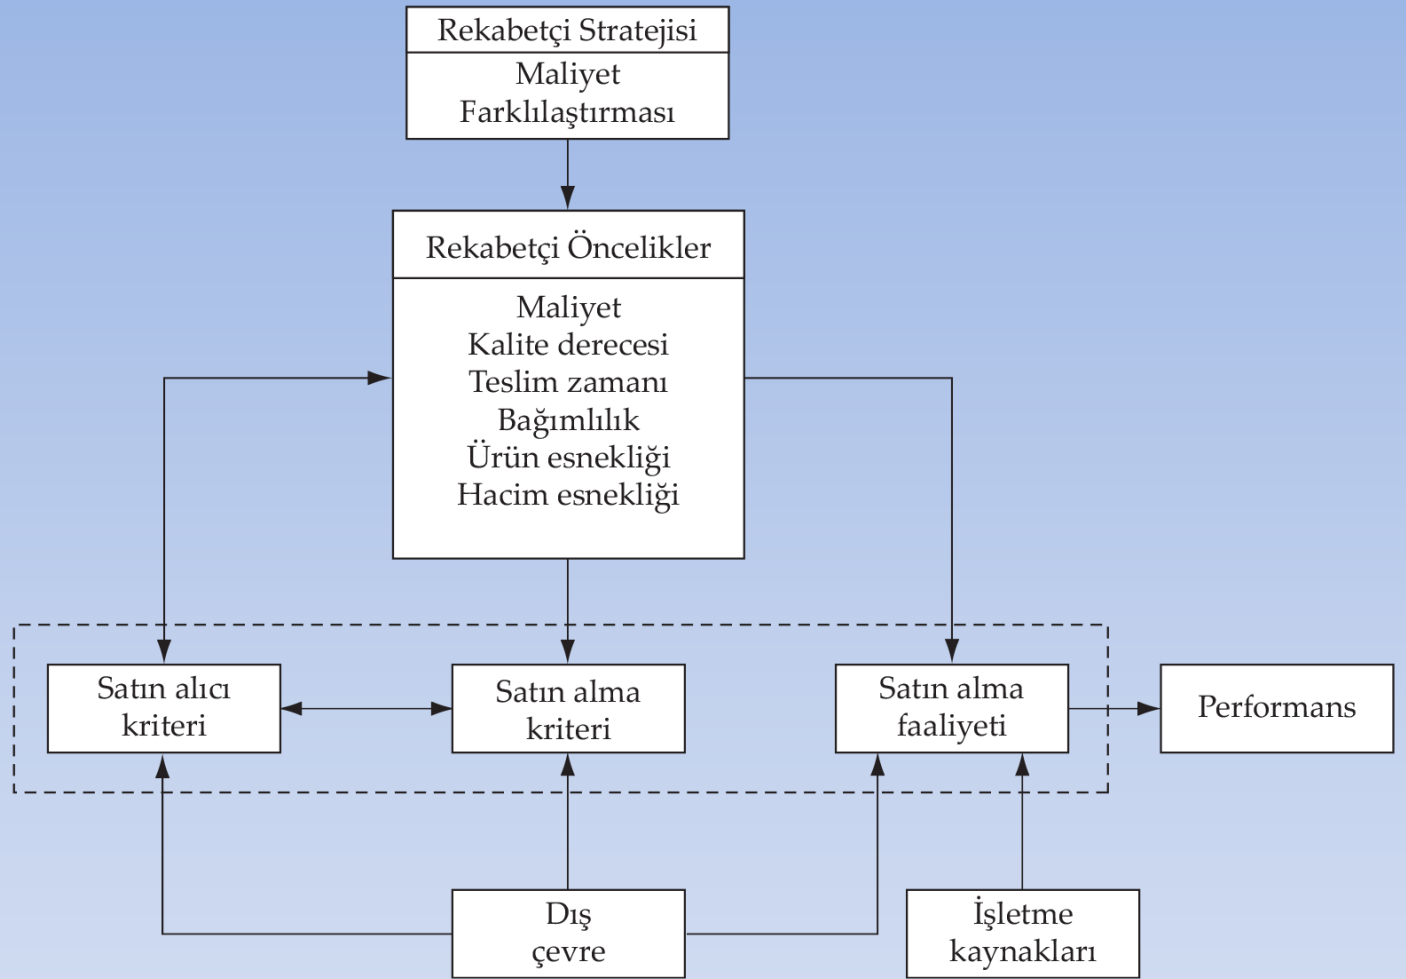 Rekabetçi Stratejisi
Maliyet
Farklılaştırması
Rekabetçi Öncelikler
Maliyet
Kalite derecesi
Teslim zamanı
Bağımlılık
Ürün esnekliği
Hacim esnekliği
Satın alıcı
kriteri
Satın alma
kriteri
Satın alma
faaliyeti
Performans
Dış
çevre
İşletme
kaynakları